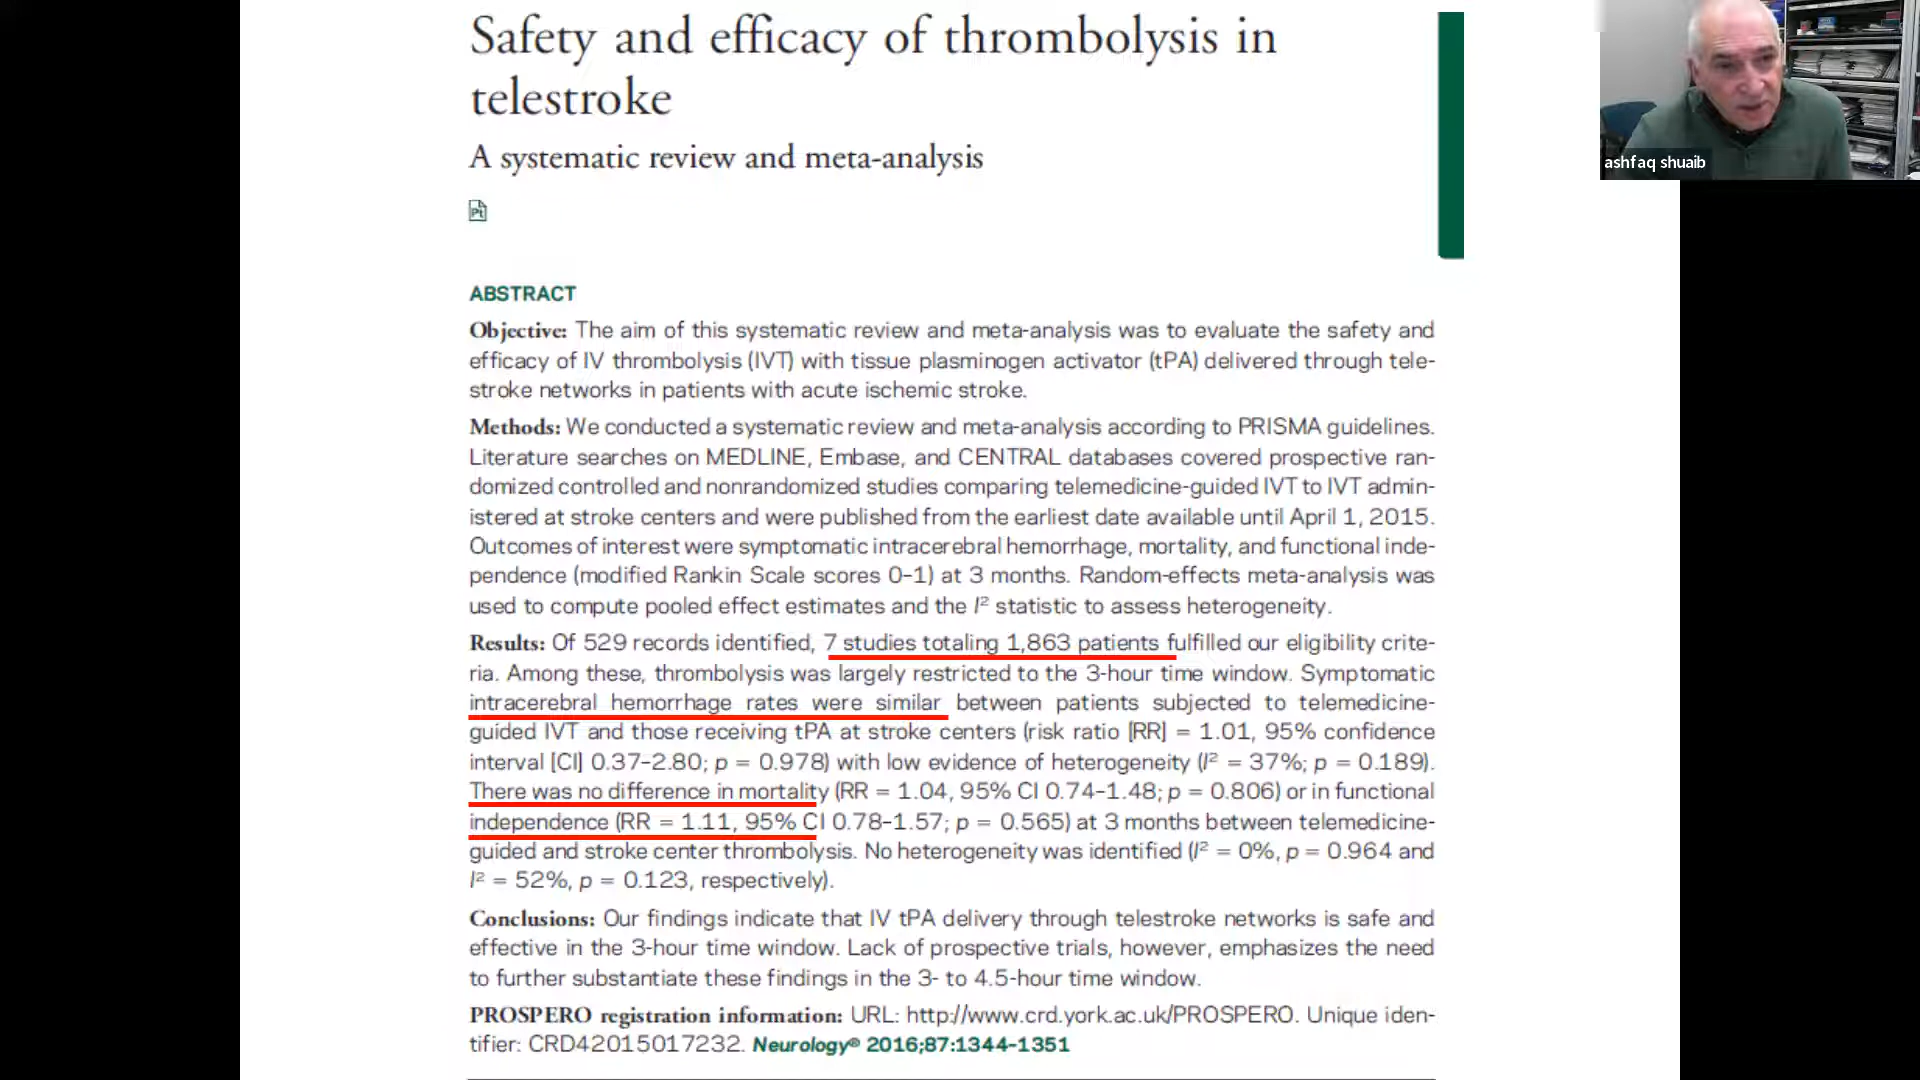 Safety and efficacy of thrombolysis in
telestroke
A systematic review and meta-analysis
Pt
ashfaq shuaib
ABSTRACT
Objective: The aim of this systematic review and meta-analysis was to evaluate the safety and
efficacy of IV thrombolysis (IVT) with tissue plasminogen activator (tPA) delivered through tele-
stroke networks in patients with acute ischemic stroke.
Methods: We conducted a systematic review and meta-analysis according to PRISMA guidelines.
Literature searches on MEDLINE, Embase, and CENTRAL databases covered prospective ran-
domized controlled and nonrandomized studies comparing telemedicine-guided IVT to IVT admin-
istered at stroke centers and were published from the earliest date available until April 1, 2015.
Outcomes of interest were symptomatic intracerebral hemorrhage, mortality, and functional inde-
pendence (modified Rankin Scale scores 0–1) at 3 months. Random-effects meta-analysis was
used to compute pooled effect estimates and the I² statistic to assess heterogeneity.
Results: Of 529 records identified, 7 studies totaling 1,863 patients fulfilled our eligibility crite-
ria. Among these, thrombolysis was largely restricted to the 3-hour time window. Symptomatic
intracerebral hemorrhage rates were similar between patients subjected to telemedicine-
guided IVT and those receiving tPA at stroke centers (risk ratio [RR] = 1.01, 95% confidence
interval [CI] 0.37–2.80; p = 0.978) with low evidence of heterogeneity (I² = 37%; p = 0.189).
There was no difference in mortality (RR = 1.04, 95% CI 0.74–1.48; p = 0.806) or in functional
independence (RR = 1.11, 95% CI 0.78–1.57; p = 0.565) at 3 months between telemedicine-
guided and stroke center thrombolysis. No heterogeneity was identified (I² = 0%, p = 0.964 and
I² = 52%, p = 0.123, respectively).
Conclusions: Our findings indicate that IV tPA delivery through telestroke networks is safe and
effective in the 3-hour time window. Lack of prospective trials, however, emphasizes the need
to further substantiate these findings in the 3- to 4.5-hour time window.
PROSPERO registration information: URL: http://www.crd.york.ac.uk/PROSPERO. Unique iden-
tifier: CRD42015017232. Neurology® 2016;87:1344–1351